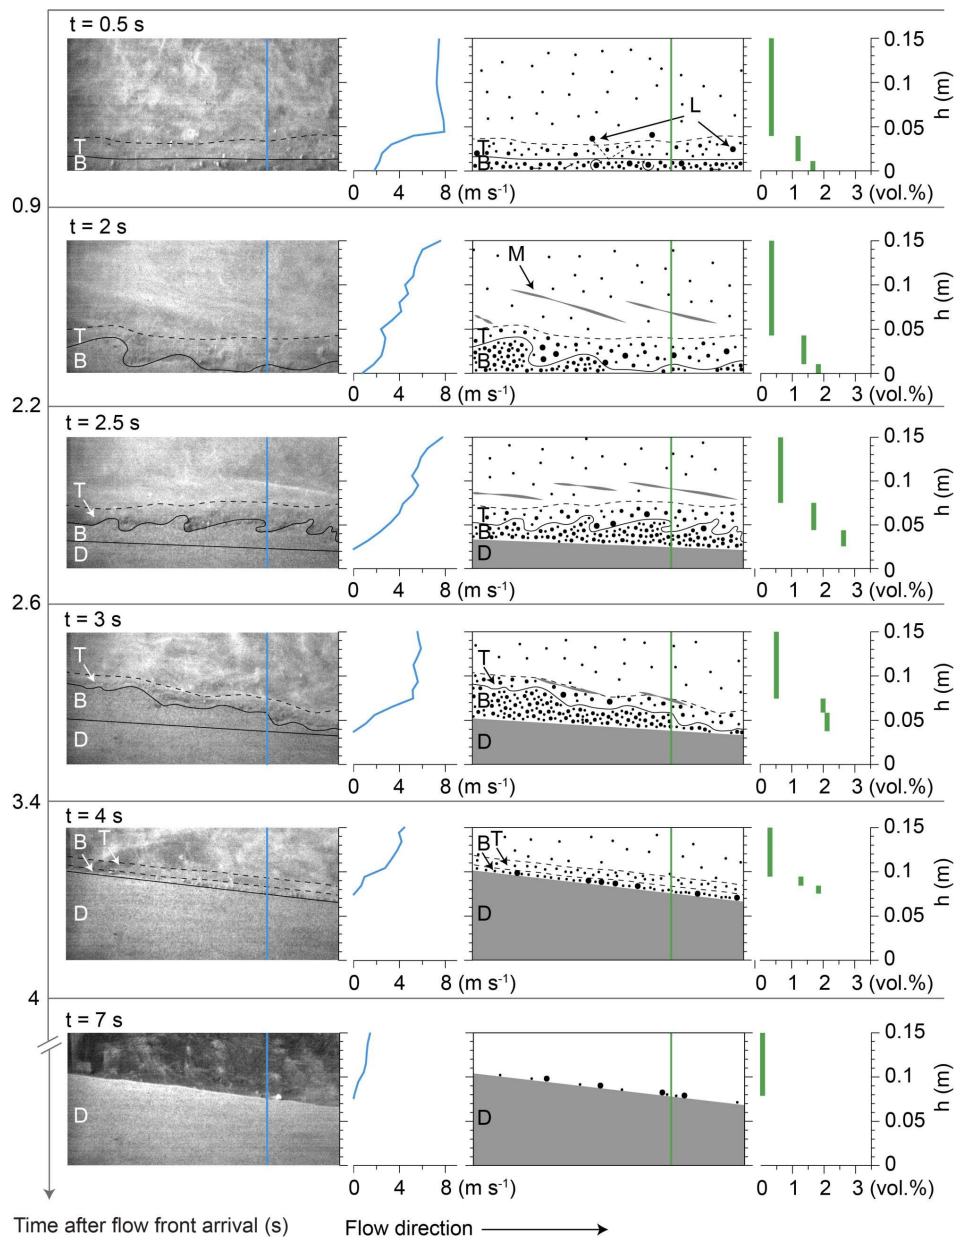 t = 0.5 s
T
B
0 4 8 (m s⁻¹)
L
T
B
0 1 2 3 (vol.%)
0.15
0.1
0.05
0
h (m)
0.9
t = 2 s
T
B
0 4 8 (m s⁻¹)
M
T
B
0 1 2 3 (vol.%)
0.15
0.1
0.05
0
h (m)
2.2
t = 2.5 s
T
B
D
0 4 8 (m s⁻¹)
T
B
D
0 1 2 3 (vol.%)
0.15
0.1
0.05
0
h (m)
2.6
t = 3 s
T
B
D
0 4 8 (m s⁻¹)
T
B
D
0 1 2 3 (vol.%)
0.15
0.1
0.05
0
h (m)
3.4
t = 4 s
B T
D
0 4 8 (m s⁻¹)
B T
D
0 1 2 3 (vol.%)
0.15
0.1
0.05
0
h (m)
4
t = 7 s
D
0 4 8 (m s⁻¹)
D
0 1 2 3 (vol.%)
0.15
0.1
0.05
0
h (m)
Time after flow front arrival (s) Flow direction